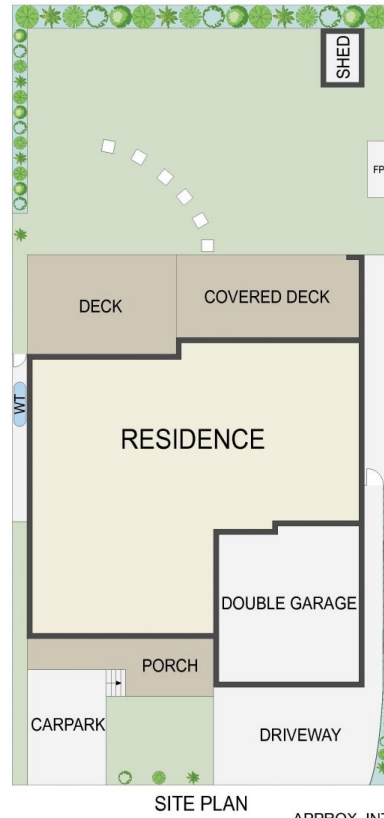 SHED
FP
DECK
COVERED DECK
WT
RESIDENCE
DOUBLE GARAGE
PORCH
CARPARK
DRIVEWAY
SITE PLAN
APPROX. INT